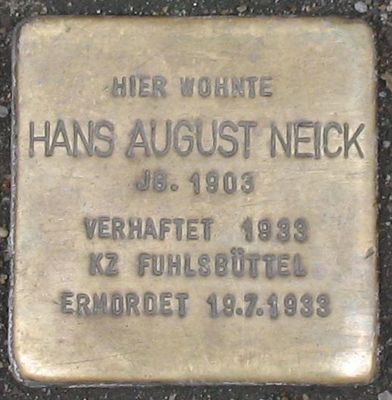 HIER WOHNTE
HANS AUGUST NEICK
JG. 1903
VERHAFTET 1933
KZ FUHLSBÜTTEL
ERMORDET 19.7.1933